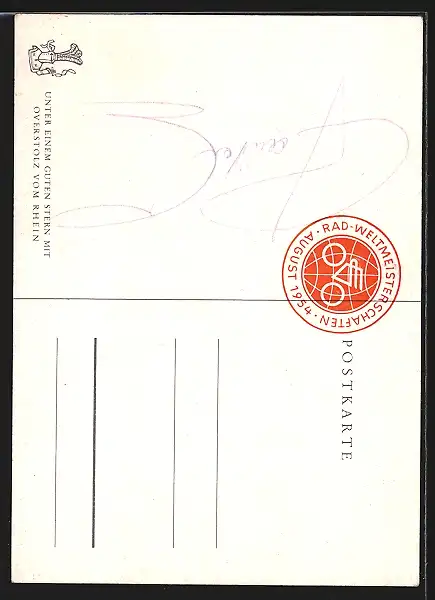 UNTER EINEM GUTEN STERN MIT
OVERSTOLZ VOM RHEIN
· RAD-WELTMEISTERSCHAFTEN ·
AUGUST 1954
POSTKARTE